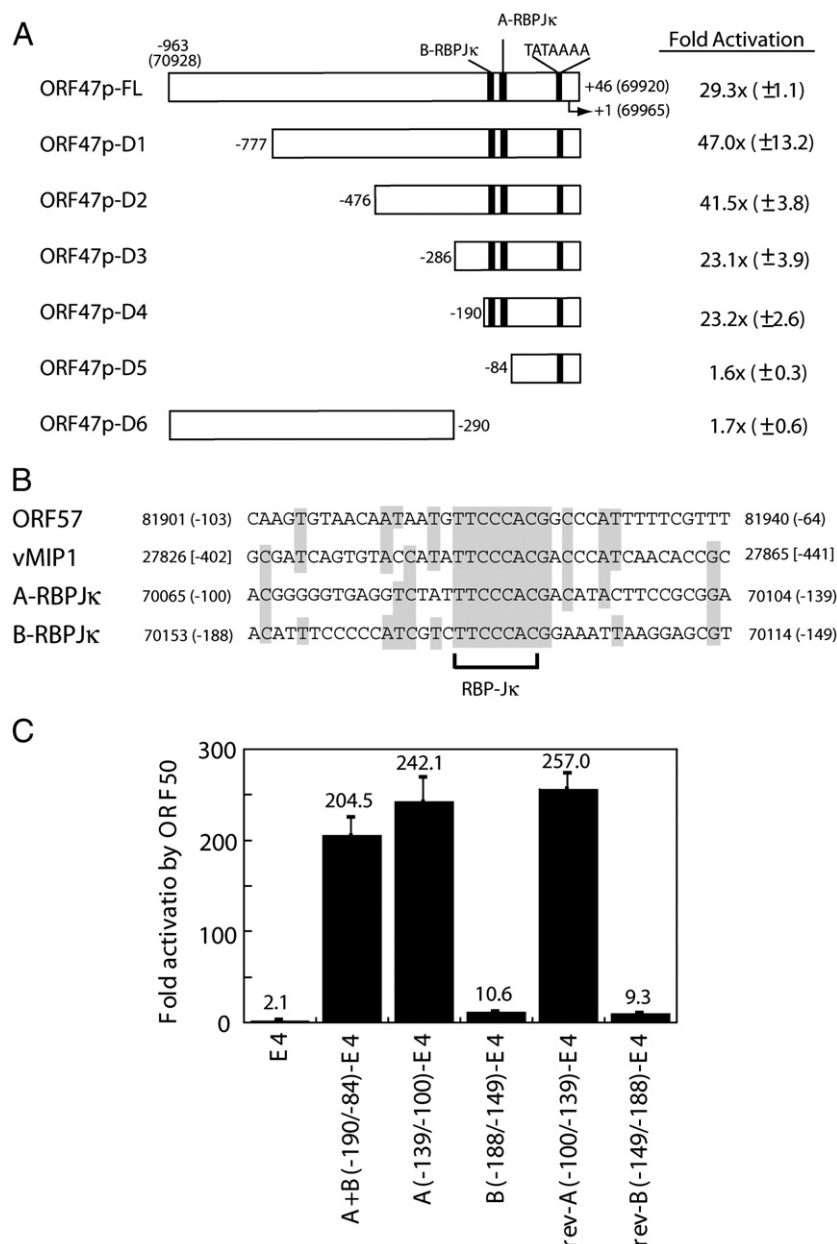 A
-963
(70928)
A-RBPJκ
B-RBPJκ
TATAAAA
Fold Activation
ORF47p-FL
+46 (69920)
+1 (69965)
29.3x (±1.1)
ORF47p-D1
-777
47.0x (±13.2)
ORF47p-D2
-476
41.5x (±3.8)
ORF47p-D3
-286
23.1x (±3.9)
ORF47p-D4
-190
23.2x (±2.6)
ORF47p-D5
-84
1.6x (±0.3)
ORF47p-D6
-290
1.7x (±0.6)
B
ORF57 81901 (-103) CAAGTGTAACAATAATGTTCCCACGGCCCATTTTTCGTTT 81940 (-64)
vMIP1 27826 [-402] GCGATCAGTGTACCATATTCCCACGACCCATCAACACCGC 27865 [-441]
A-RBPJκ 70065 (-100) ACGGGGGTGAGGTCTATTTCCCACGACATACTTCCGCGGA 70104 (-139)
B-RBPJκ 70153 (-188) ACATTTCCCCCATCGTCTTCCCACGGAAATTAAGGAGCGT 70114 (-149)
RBP-Jκ
C
Fold activatio by ORF50
300
200
100
0
2.1
204.5
242.1
10.6
257.0
9.3
E4
A+B(-190/-84)-E4
A(-139/-100)-E4
B(-188/-149)-E4
rev-A(-100/-139)-E4
rev-B(-149/-188)-E4